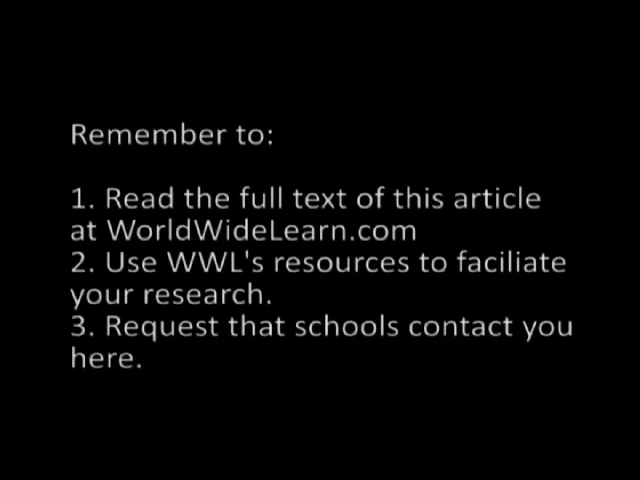 Remember to:
1. Read the full text of this article
at WorldWideLearn.com
2. Use WWL's resources to faciliate
your research.
3. Request that schools contact you
here.